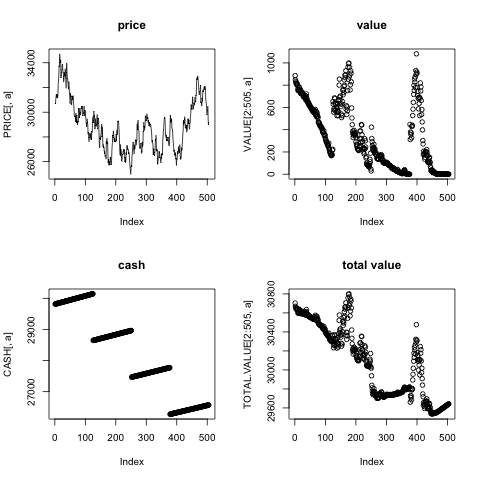 price
PRICE[, a]
26000 30000 34000
0 100 200 300 400 500
Index
value
VALUE[2:505, a]
0 200 600 1000
0 100 200 300 400 500
Index
cash
CASH[, a]
27000 29000
0 100 200 300 400 500
Index
total value
TOTAL.VALUE[2:505, a]
29600 30000 30400 30800
0 100 200 300 400 500
Index